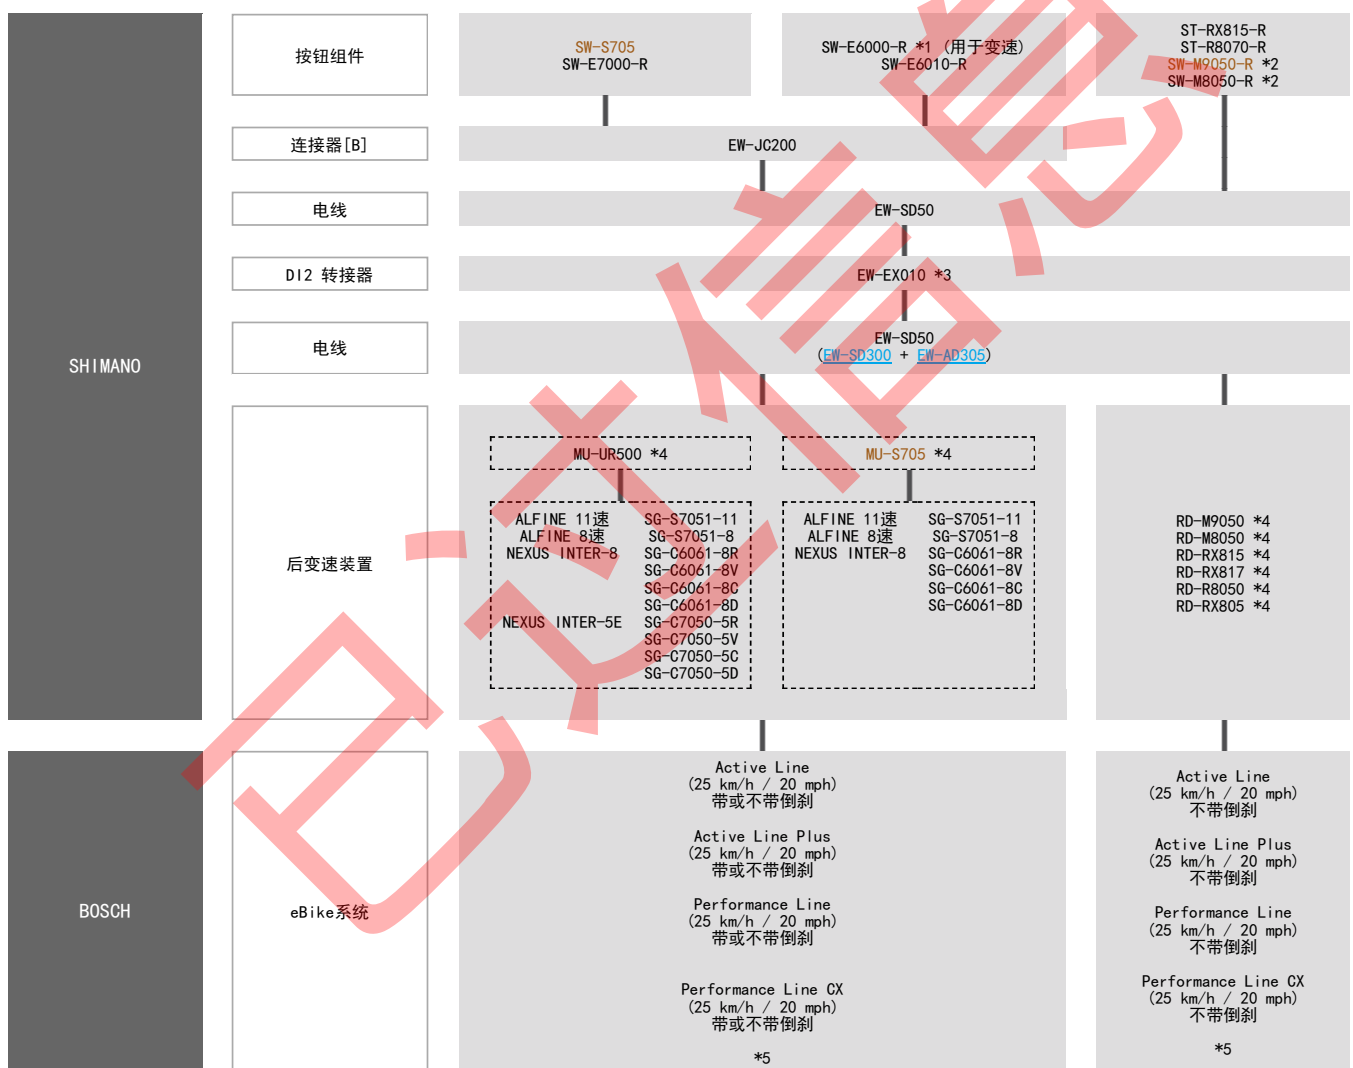 SHIMANO
按钮组件
SW-S705
SW-E7000-R
SW-E6000-R *1 (用于变速)
SW-E6010-R
ST-RX815-R
ST-R8070-R
SW-M9050-R *2
SW-M8050-R *2
连接器[B]
EW-JC200
电线
EW-SD50
DI2 转接器
EW-EX010 *3
电线
EW-SD50
(EW-SD300 + EW-AD305)
后变速装置
MU-UR500 *4
ALFINE 11速 SG-S7051-11
ALFINE 8速 SG-S7051-8
NEXUS INTER-8 SG-C6061-8R
SG-C6061-8V
SG-C6061-8C
SG-C6061-8D
NEXUS INTER-5E SG-C7050-5R
SG-C7050-5V
SG-C7050-5C
SG-C7050-5D
MU-S705 *4
ALFINE 11速 SG-S7051-11
ALFINE 8速 SG-S7051-8
NEXUS INTER-8 SG-C6061-8R
SG-C6061-8V
SG-C6061-8C
SG-C6061-8D
RD-M9050 *4
RD-M8050 *4
RD-RX815 *4
RD-RX817 *4
RD-R8050 *4
RD-RX805 *4
BOSCH
eBike系统
Active Line
(25 km/h / 20 mph)
带或不带倒刹
Active Line Plus
(25 km/h / 20 mph)
带或不带倒刹
Performance Line
(25 km/h / 20 mph)
带或不带倒刹
Performance Line CX
(25 km/h / 20 mph)
带或不带倒刹
*5
Active Line
(25 km/h / 20 mph)
不带倒刹
Active Line Plus
(25 km/h / 20 mph)
不带倒刹
Performance Line
(25 km/h / 20 mph)
不带倒刹
Performance Line CX
(25 km/h / 20 mph)
不带倒刹
*5
已过信息